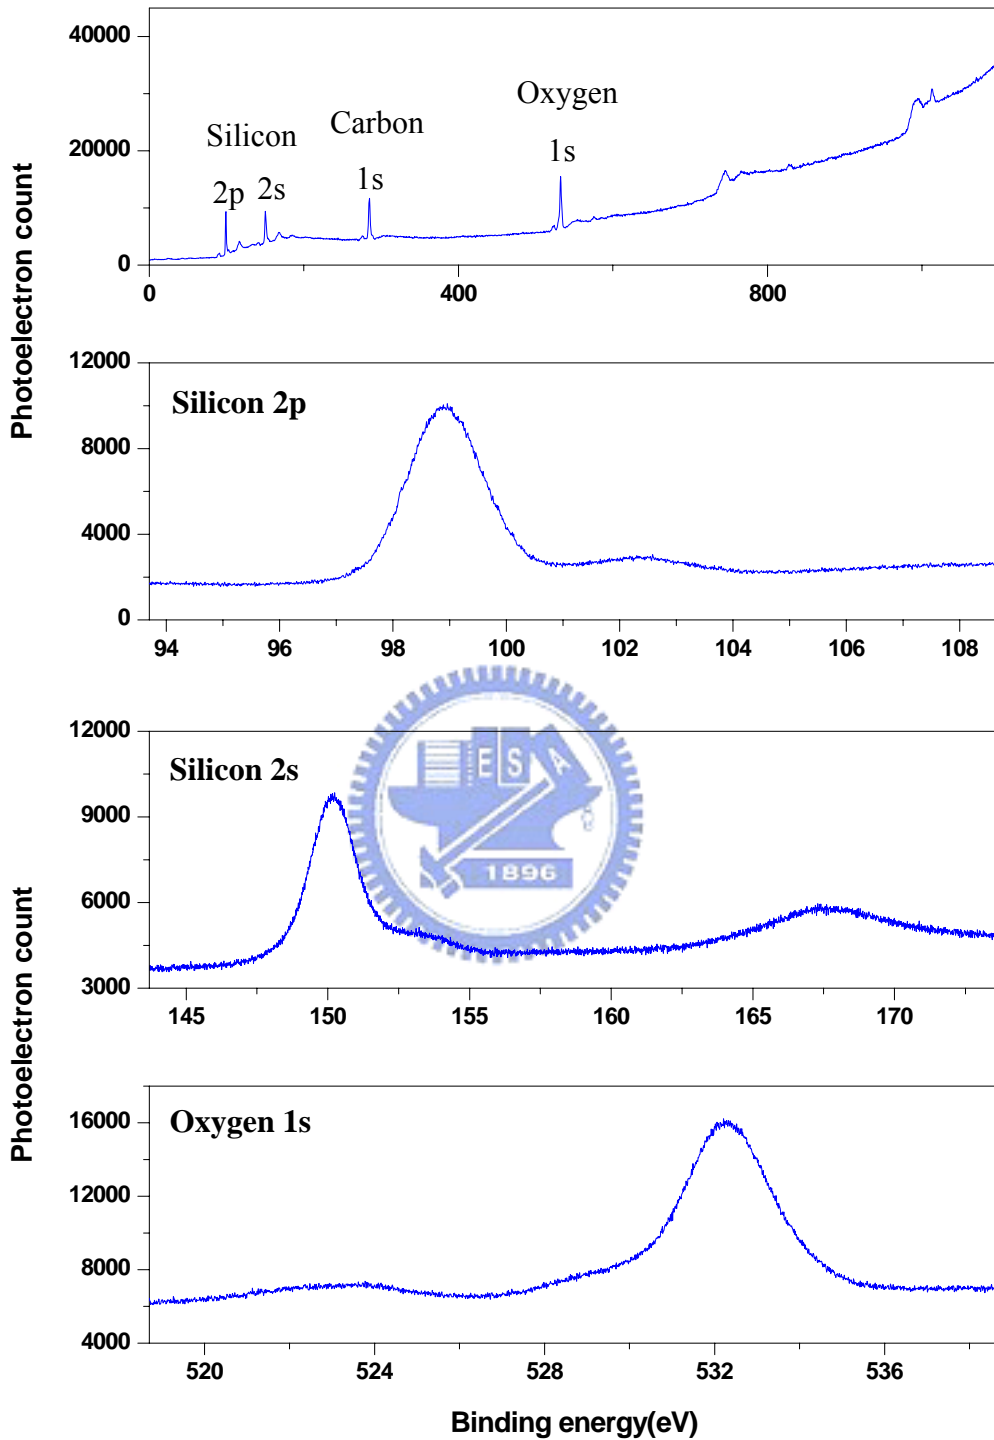 40000
20000
0
Silicon
Carbon
Oxygen
2p
2s
1s
1s
0
400
800
Photoelectron count
12000
8000
4000
0
Silicon 2p
94
96
98
100
102
104
106
108
12000
9000
6000
3000
Silicon 2s
E S A
1896
145
150
155
160
165
170
Photoelectron count
16000
12000
8000
4000
Oxygen 1s
520
524
528
532
536
Binding energy(eV)